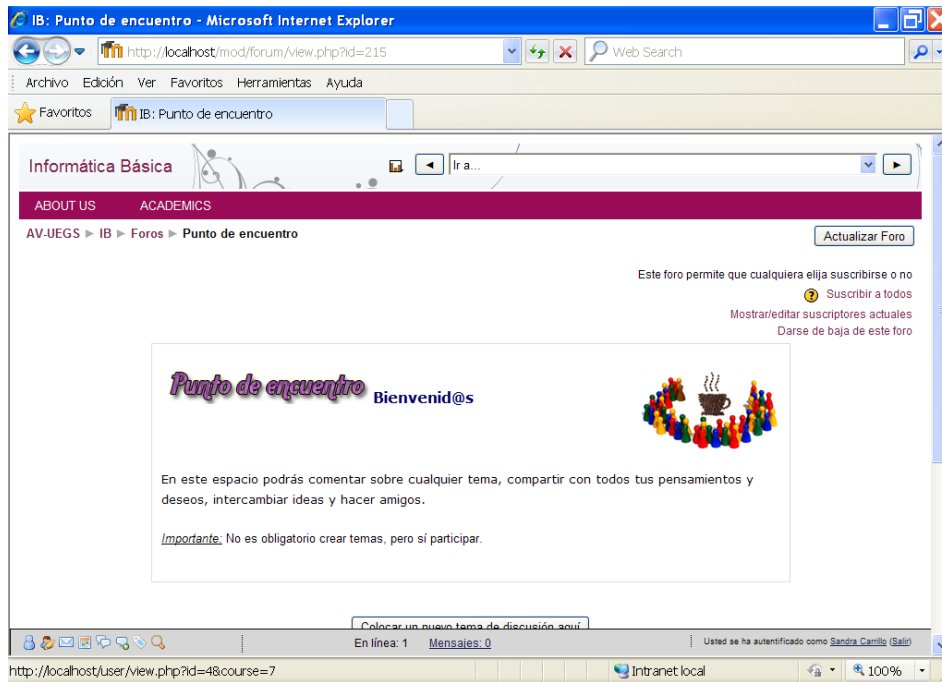 IB: Punto de encuentro - Microsoft Internet Explorer
http://localhost/mod/forum/view.php?id=215
Web Search
Archivo Edición Ver Favoritos Herramientas Ayuda
Favoritos IB: Punto de encuentro
Informática Básica Ir a...
ABOUT US ACADEMICS
AV-UEGS ► IB ► Foros ► Punto de encuentro Actualizar Foro
Este foro permite que cualquiera elija suscribirse o no
Suscribir a todos
Mostrar/editar suscriptores actuales
Darse de baja de este foro
Punto de encuentro Bienvenid@s
En este espacio podrás comentar sobre cualquier tema, compartir con todos tus pensamientos y
deseos, intercambiar ideas y hacer amigos.
Importante: No es obligatorio crear temas, pero sí participar.
Colocar un nuevo tema de discusión aquí
En línea: 1 Mensajes: 0 Usted se ha autentificado como Sandra Carrillo (Salir)
http://localhost/user/view.php?id=4&course=7 Intranet local 100%